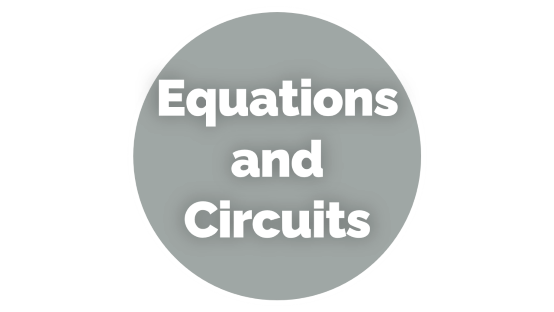 Equations
and
Circuits